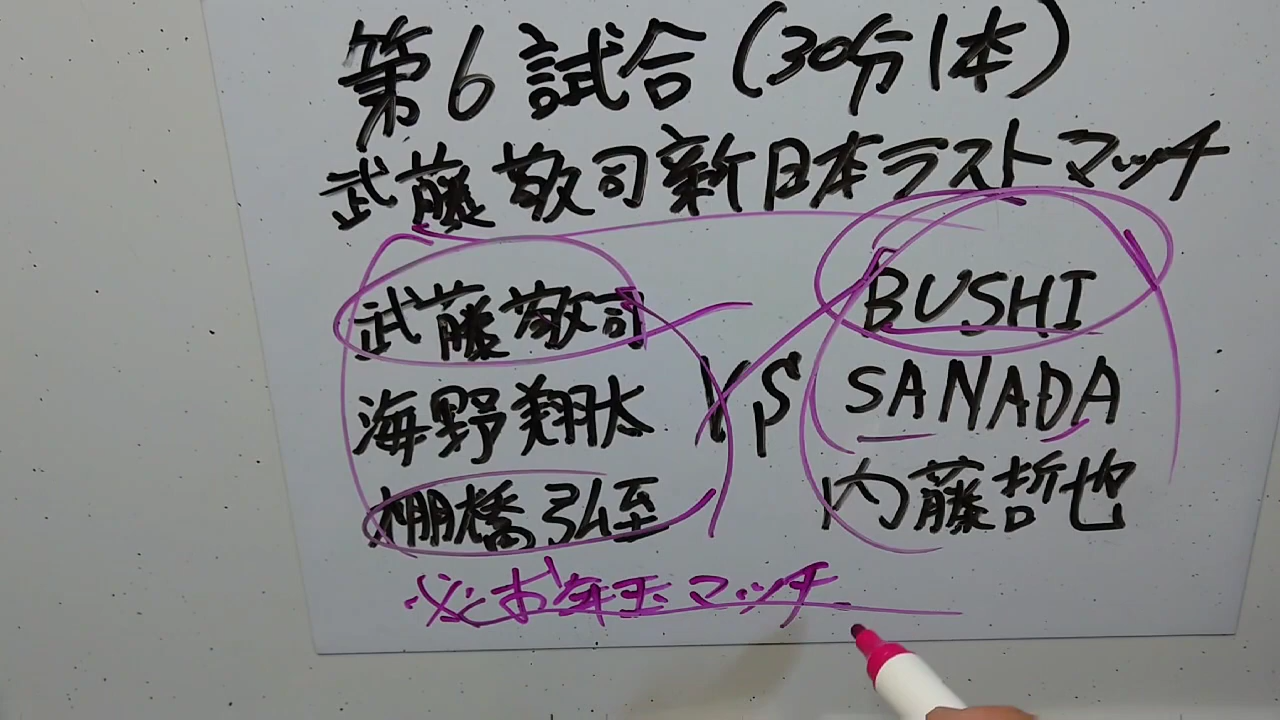 第6試合(30分1本)
武藤敬司新日本ラストマッチ
武藤敬司 BUSHI
海野翔太 VS SANADA
棚橋弘至 内藤哲也
※お年玉マッチ